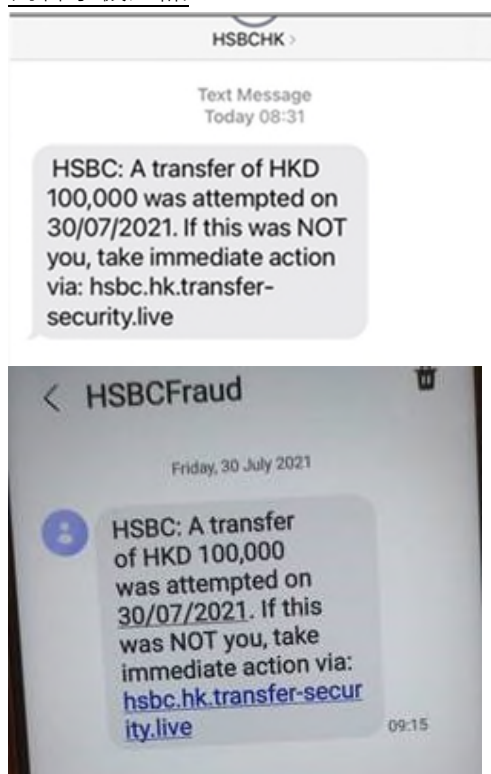 HSBCHK >
Text Message
Today 08:31
HSBC: A transfer of HKD
100,000 was attempted on
30/07/2021. If this was NOT
you, take immediate action
via: hsbc.hk.transfer-
security.live
< HSBCFraud
Friday, 30 July 2021
HSBC: A transfer
of HKD 100,000
was attempted on
30/07/2021. If this
was NOT you, take
immediate action via:
hsbc.hk.transfer-secur
ity.live
09:15